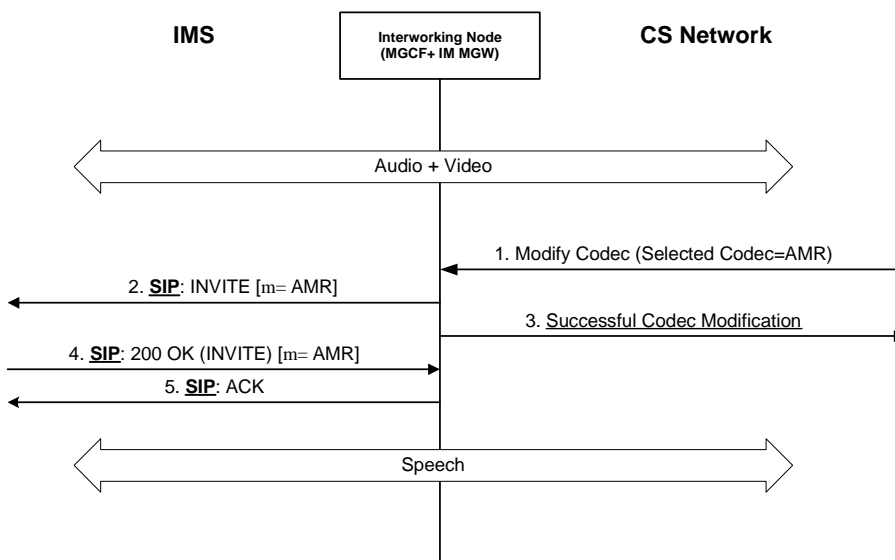 IMS
Interworking Node
(MGCF+ IM MGW)
CS Network
Audio + Video
1. Modify Codec (Selected Codec=AMR)
2. SIP: INVITE [m= AMR]
3. Successful Codec Modification
4. SIP: 200 OK (INVITE) [m= AMR]
5. SIP: ACK
Speech